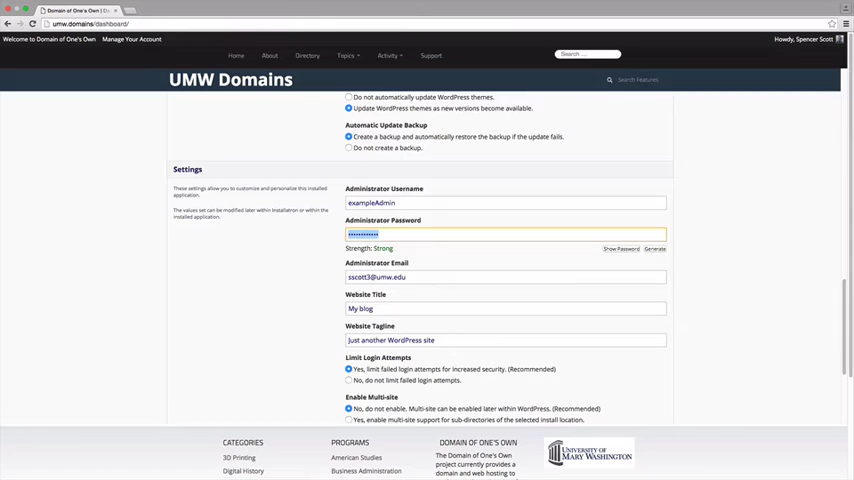 Domain of One's Own |
umw.domains/dashboard/
Welcome to Domain of One's Own Manage Your Account
Howdy, Spencer Scott
Home About Directory Topics Activity Support
Search ...
UMW Domains
Search Features
Do not automatically update WordPress themes.
Update WordPress themes as new versions become available.
Automatic Update Backup
Create a backup and automatically restore the backup if the update fails.
Do not create a backup.
Settings
These settings allow you to customize and personalize this installed
application.
The values set can be modified later within Installatron or within the
installed application.
Administrator Username
exampleAdmin
Administrator Password
••••••••••••
Strength: Strong
Show Password Generate
Administrator Email
sscott3@umw.edu
Website Title
My blog
Website Tagline
Just another WordPress site
Limit Login Attempts
Yes, limit failed login attempts for increased security. (Recommended)
No, do not limit failed login attempts.
Enable Multi-site
No, do not enable. Multi-site can be enabled later within WordPress. (Recommended)
Yes, enable multi-site support for sub-directories of the selected install location.
CATEGORIES
3D Printing
Digital History
PROGRAMS
American Studies
Business Administration
DOMAIN OF ONE'S OWN
The Domain of One's Own
project currently provides a
domain and web hosting to
UNIVERSITY OF
MARY WASHINGTON